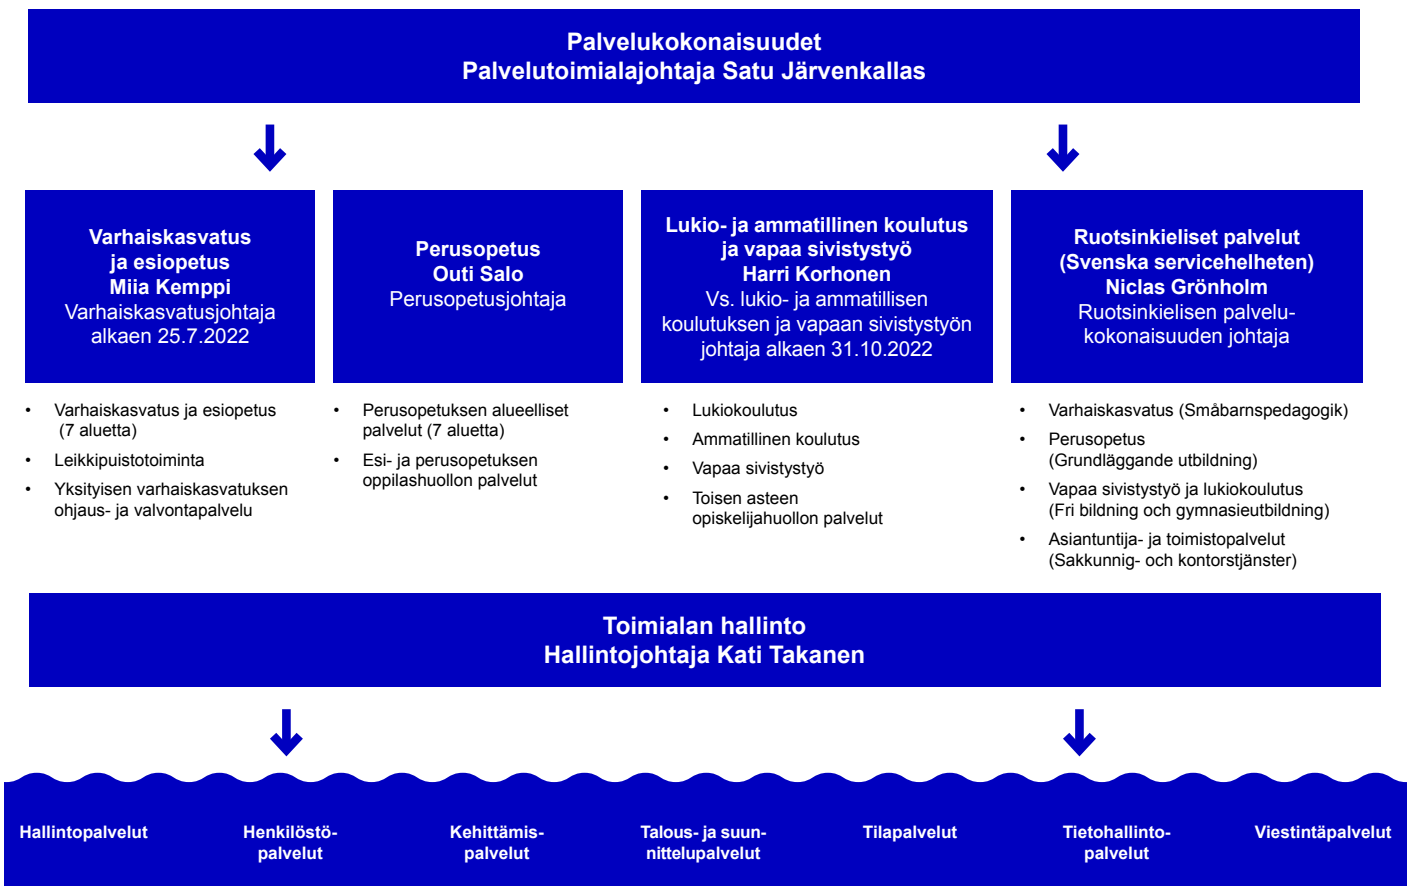 Palvelukokonaisuudet
Palvelutoimialajohtaja Satu Järvenkallas
Varhaiskasvatus
ja esiopetus
Miia Kemppi
Varhaiskasvatusjohtaja
alkaen 25.7.2022
Perusopetus
Outi Salo
Perusopetusjohtaja
Lukio- ja ammatillinen koulutus
ja vapaa sivistystyö
Harri Korhonen
Vs. lukio- ja ammatillisen
koulutuksen ja vapaan sivistystyön
johtaja alkaen 31.10.2022
Ruotsinkieliset palvelut
(Svenska servicehelheten)
Niclas Grönholm
Ruotsinkielisen palvelu-
kokonaisuuden johtaja
• Varhaiskasvatus ja esiopetus
(7 aluetta)
• Leikkipuistotoiminta
• Yksityisen varhaiskasvatuksen
ohjaus- ja valvontapalvelu
• Perusopetuksen alueelliset
palvelut (7 aluetta)
• Esi- ja perusopetuksen
oppilashuollon palvelut
• Lukiokoulutus
• Ammatillinen koulutus
• Vapaa sivistystyö
• Toisen asteen
opiskelijahuollon palvelut
• Varhaiskasvatus (Småbarnspedagogik)
• Perusopetus
(Grundläggande utbildning)
• Vapaa sivistystyö ja lukiokoulutus
(Fri bildning och gymnasieutbildning)
• Asiantuntija- ja toimistopalvelut
(Sakkunnig- och kontorstjänster)
Toimialan hallinto
Hallintojohtaja Kati Takanen
Hallintopalvelut
Henkilöstö-
palvelut
Kehittämis-
palvelut
Talous- ja suun-
nittelupalvelut
Tilapalvelut
Tietohallinto-
palvelut
Viestintäpalvelut